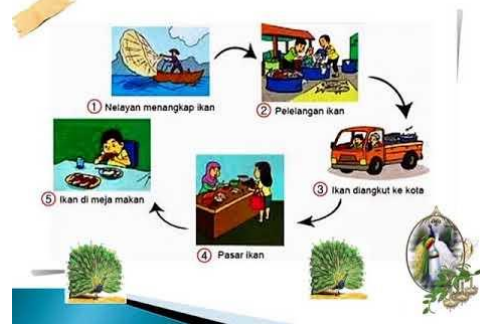 ① Nelayan menangkap ikan
② Pelelangan ikan
③ Ikan diangkut ke kota
④ Pasar ikan
⑤ Ikan di meja makan